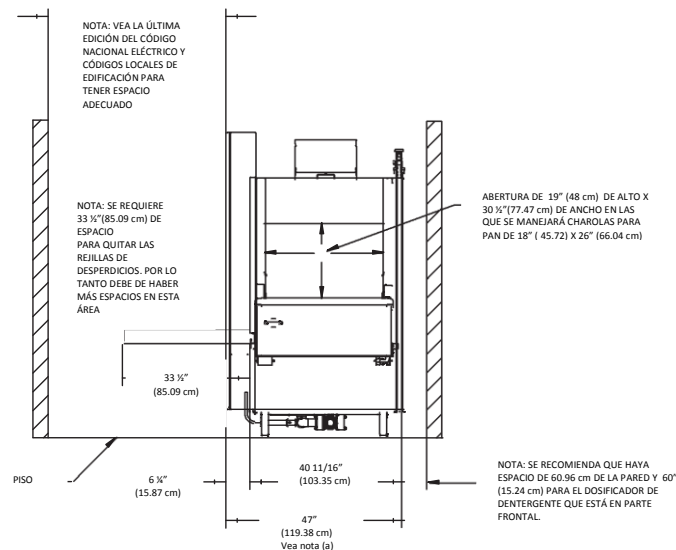 NOTA: VEA LA ÚLTIMA
EDICIÓN DEL CÓDIGO
NACIONAL ELÉCTRICO Y
CÓDIGOS LOCALES DE
EDIFICACIÓN PARA
TENER ESPACIO
ADECUADO
NOTA: SE REQUIERE
33 ½”(85.09 cm) DE
ESPACIO
PARA QUITAR LAS
REJILLAS DE
DESPERDICIOS. POR LO
TANTO DEBE DE HABER
MÁS ESPACIOS EN ESTA
ÁREA
ABERTURA DE 19” (48 cm) DE ALTO X
30 ½”(77.47 cm) DE ANCHO EN LAS
QUE SE MANEJARÁ CHAROLAS PARA
PAN DE 18” ( 45.72) X 26” (66.04 cm)
33 ½”
(85.09 cm)
PISO
6 ¼”
(15.87 cm)
40 11/16”
(103.35 cm)
47”
(119.38 cm)
Vea nota (a)
NOTA: SE RECOMIENDA QUE HAYA
ESPACIO DE 60.96 cm DE LA PARED Y 60”
(15.24 cm) PARA EL DOSIFICADOR DE
DENTERGENTE QUE ESTÁ EN PARTE
FRONTAL.